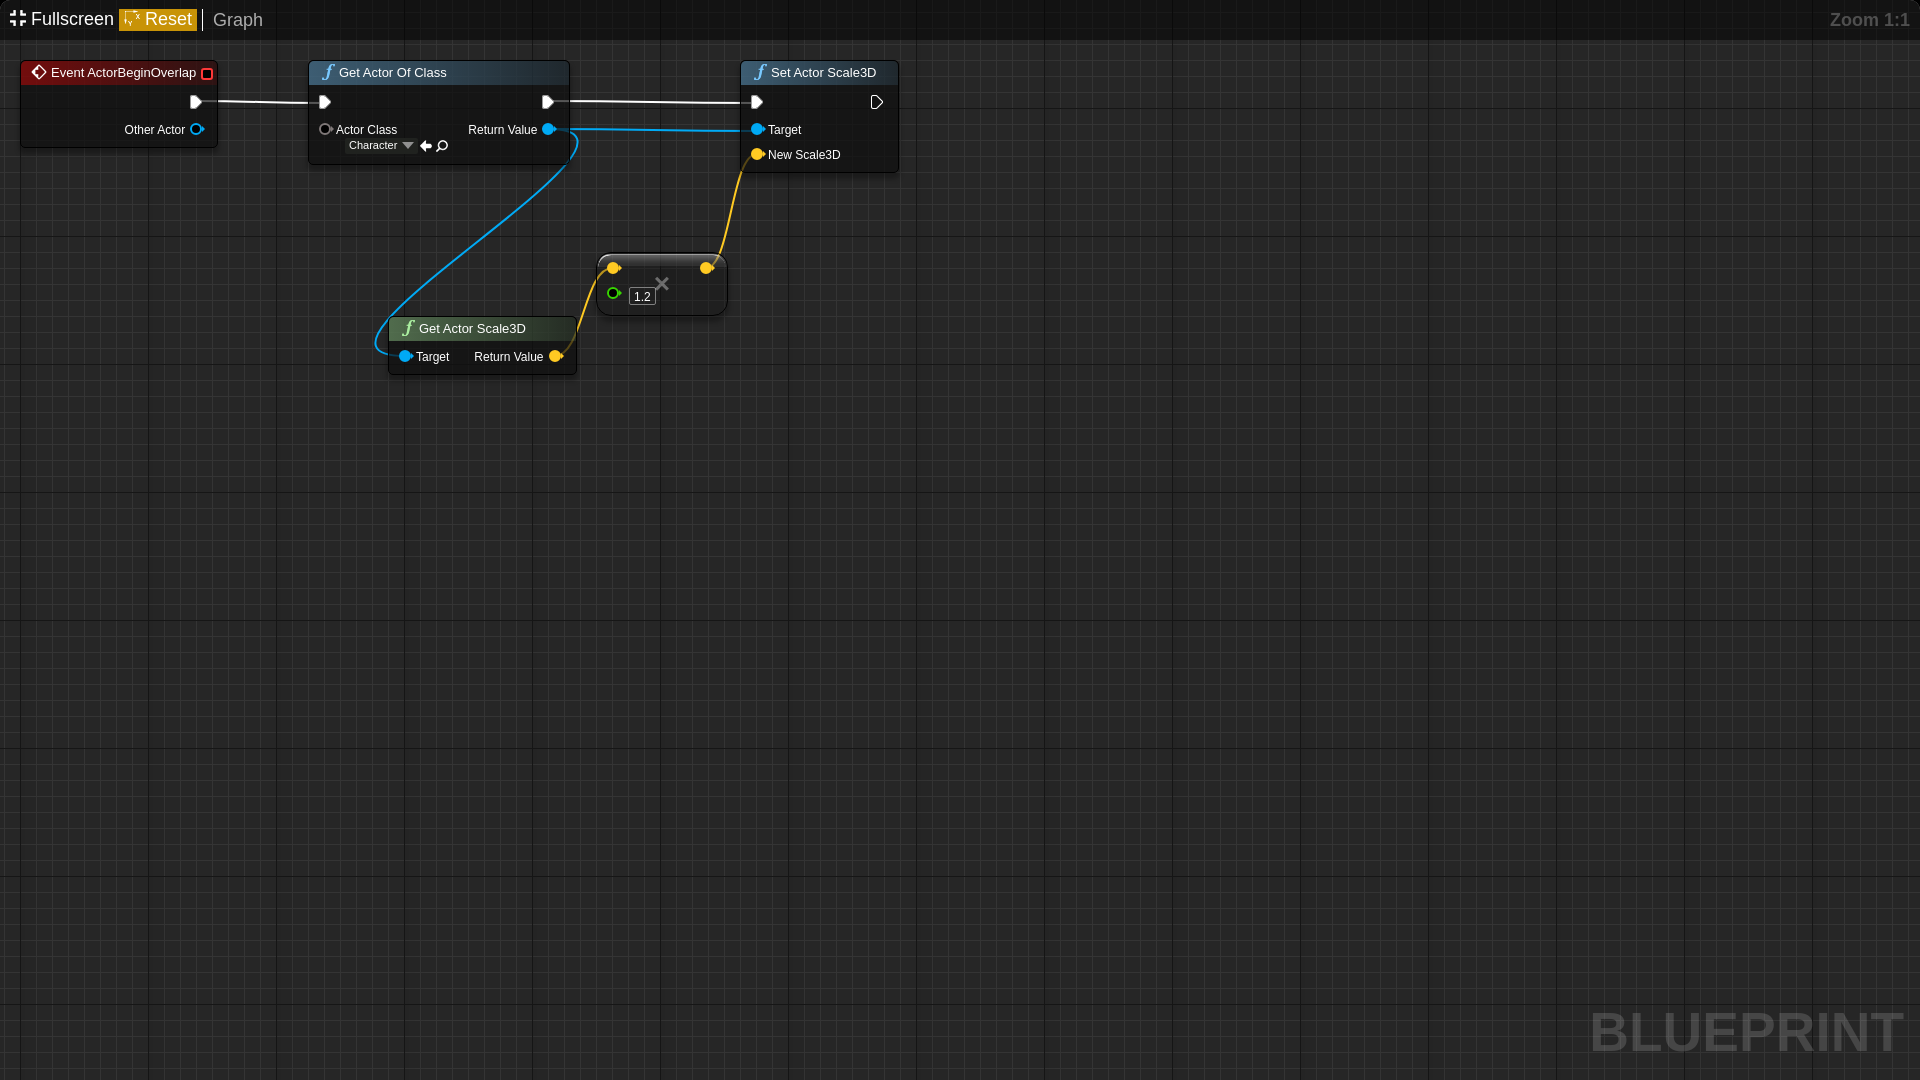 Fullscreen Reset Graph Zoom 1:1
Event ActorBeginOverlap
Other Actor
Get Actor Of Class
Actor Class Return Value
Character
Set Actor Scale3D
Target
New Scale3D
1.2
Get Actor Scale3D
Target Return Value
BLUEPRINT